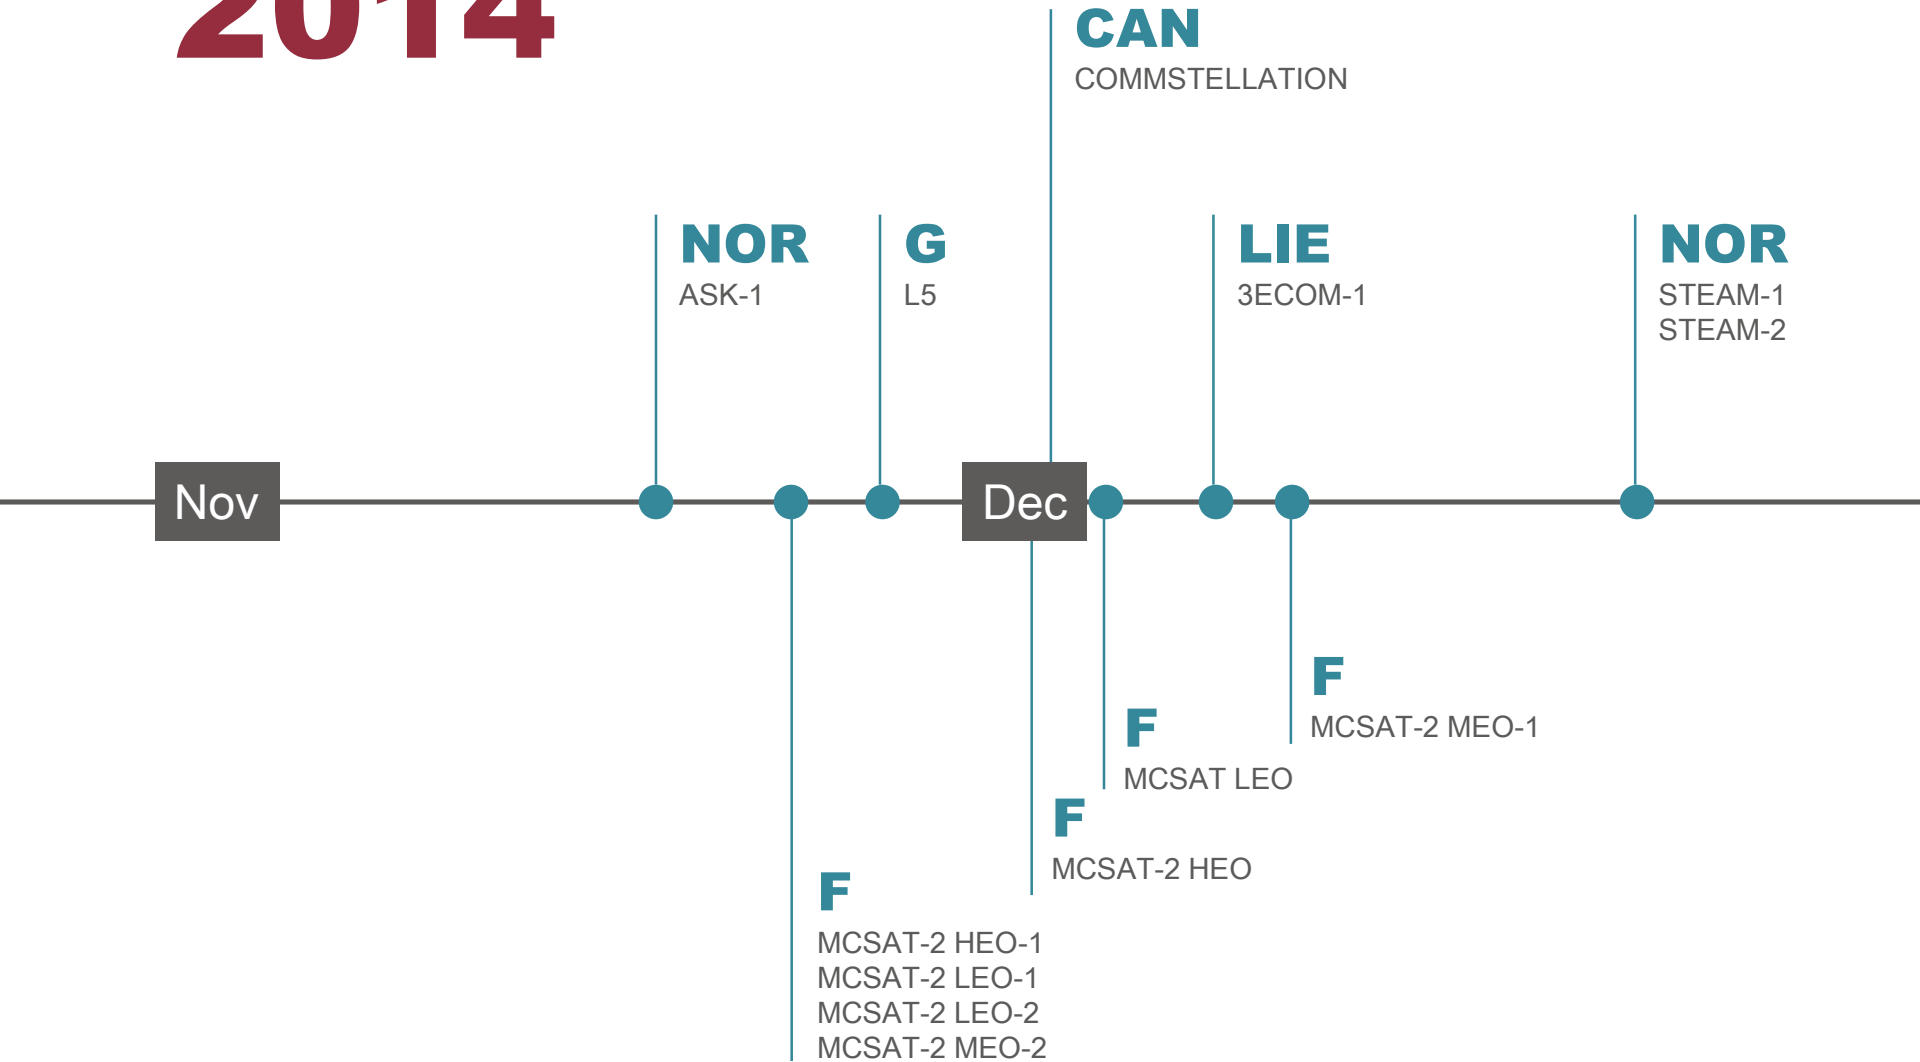 2014
CAN
COMMSTELLATION
NOR
ASK-1
G
L5
LIE
3ECOM-1
NOR
STEAM-1
STEAM-2
Nov
Dec
F
MCSAT-2 MEO-1
F
MCSAT LEO
F
MCSAT-2 HEO
F
MCSAT-2 HEO-1
MCSAT-2 LEO-1
MCSAT-2 LEO-2
MCSAT-2 MEO-2